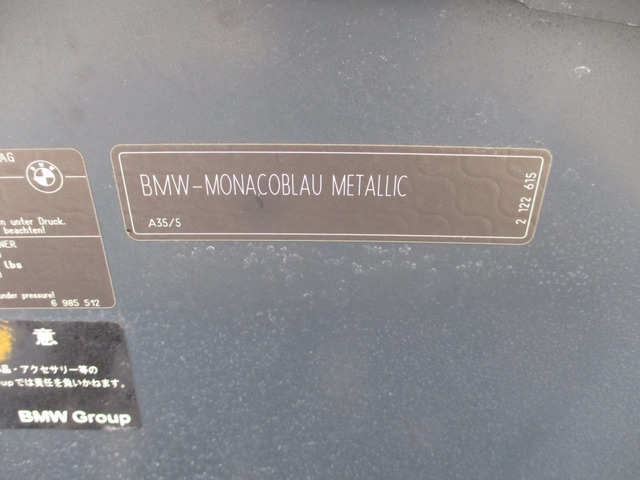 AG
BMW
n unter Druck.
beachten!
NER
lbs
under pressure!
6 985 512
BMW-MONACOBLAU METALLIC
A35/5
2 122 615
意
品・アクセサリー等の
oupでは責任を負いかねます。
BMW Group